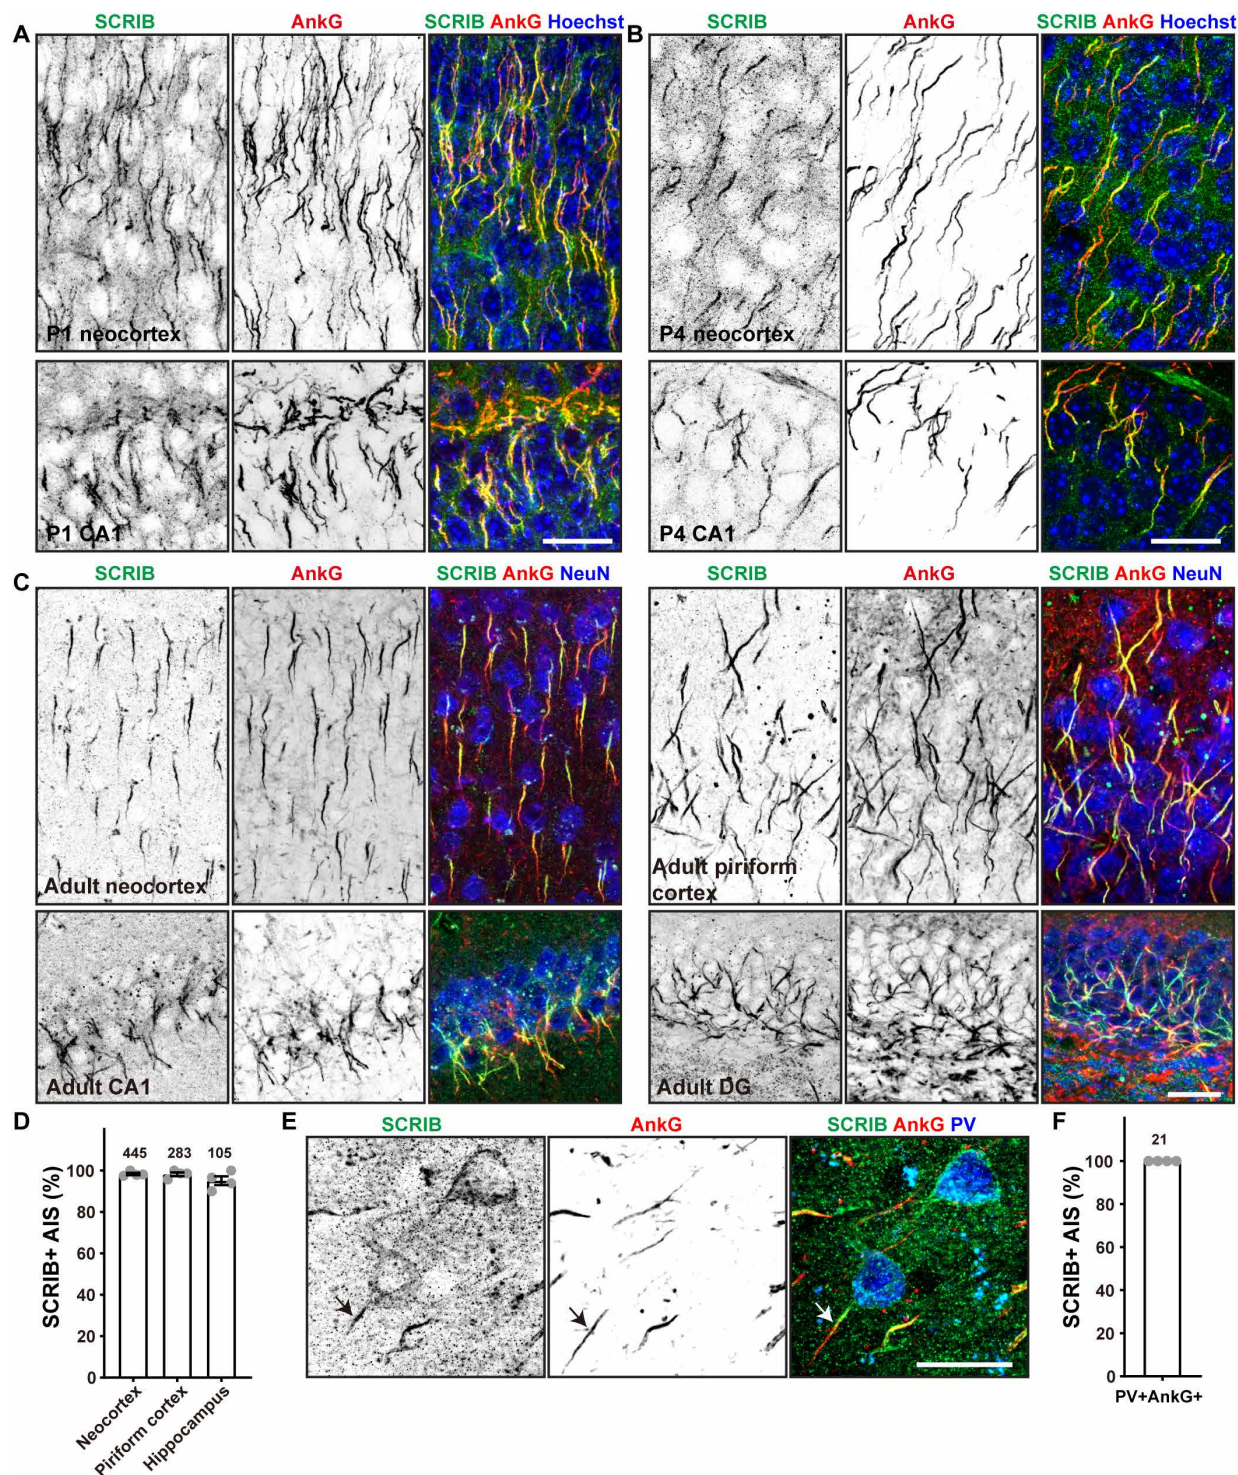 A
SCRIB AnkG SCRIB AnkG Hoechst
P1 neocortex
P1 CA1
B
SCRIB AnkG SCRIB AnkG Hoechst
P4 neocortex
P4 CA1
C
SCRIB AnkG SCRIB AnkG NeuN
SCRIB AnkG SCRIB AnkG NeuN
Adult neocortex
Adult piriform
cortex
Adult CA1
Adult DG
D
SCRIB+ AIS (%)
445 283 105
100
80
60
40
20
0
Neocortex
Piriform cortex
Hippocampus
E
SCRIB AnkG SCRIB AnkG PV
F
SCRIB+ AIS (%)
21
100
80
60
40
20
0
PV+AnkG+